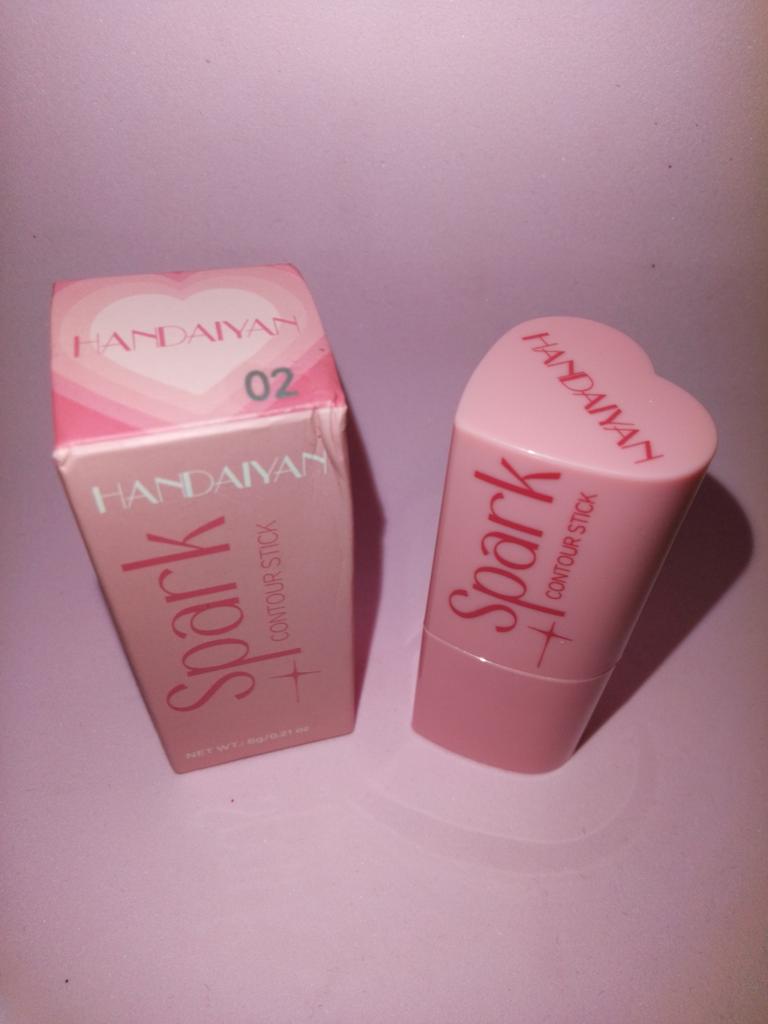 HANDAIYAN
02
HANDAIYAN
Spark
CONTOUR STICK
NET WT.: 6g/0.21 oz
HANDAIYAN
Spark
CONTOUR STICK